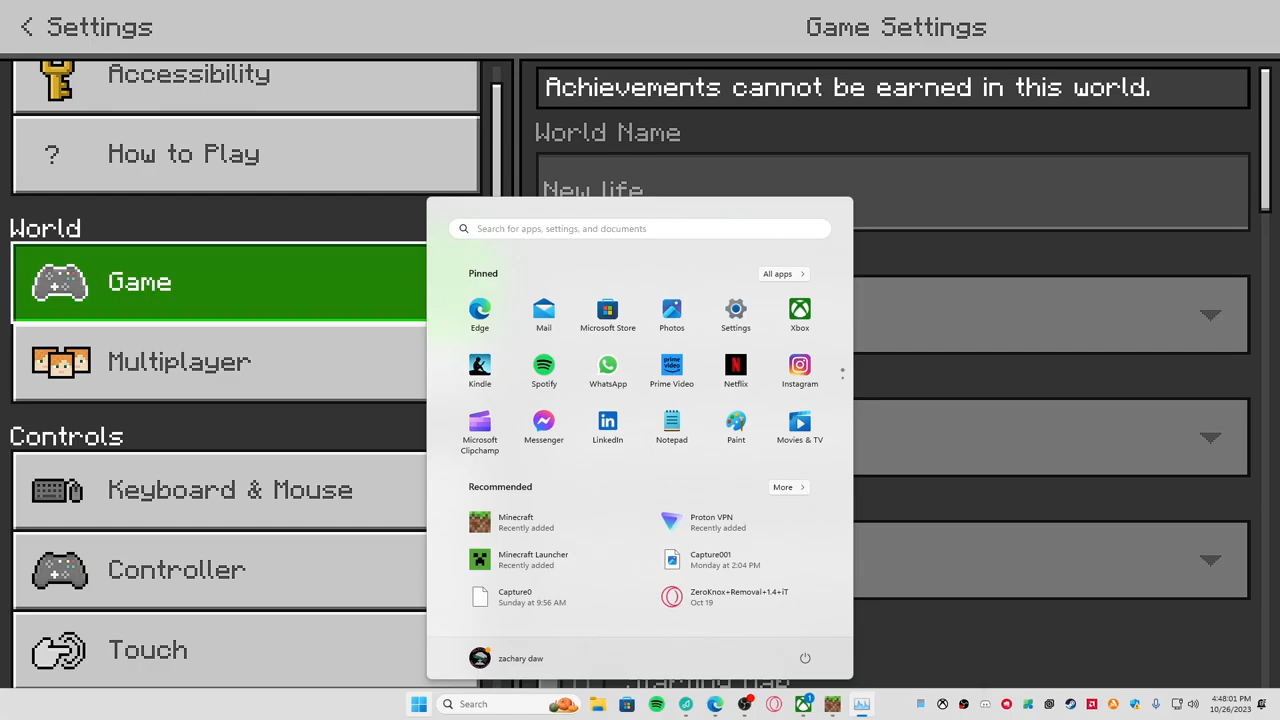 Settings
Game Settings
Accessibility
? How to Play
World
Game
Multiplayer
Controls
Keyboard & Mouse
Controller
Touch
Achievements cannot be earned in this world.
World Name
New life
Search for apps, settings, and documents
Pinned
All apps
Edge
Mail
Microsoft Store
Photos
Settings
Xbox
Kindle
Spotify
WhatsApp
prime video
Prime Video
Netflix
Instagram
Microsoft Clipchamp
Messenger
LinkedIn
Notepad
Paint
Movies & TV
Recommended
More
Minecraft
Recently added
Proton VPN
Recently added
Minecraft Launcher
Recently added
Capture001
Monday at 2:04 PM
Capture0
Sunday at 9:56 AM
ZeroKnox+Removal+1.4+iT
Oct 19
zachary daw
Starting Map
Search
4:48:01 PM
10/26/2023